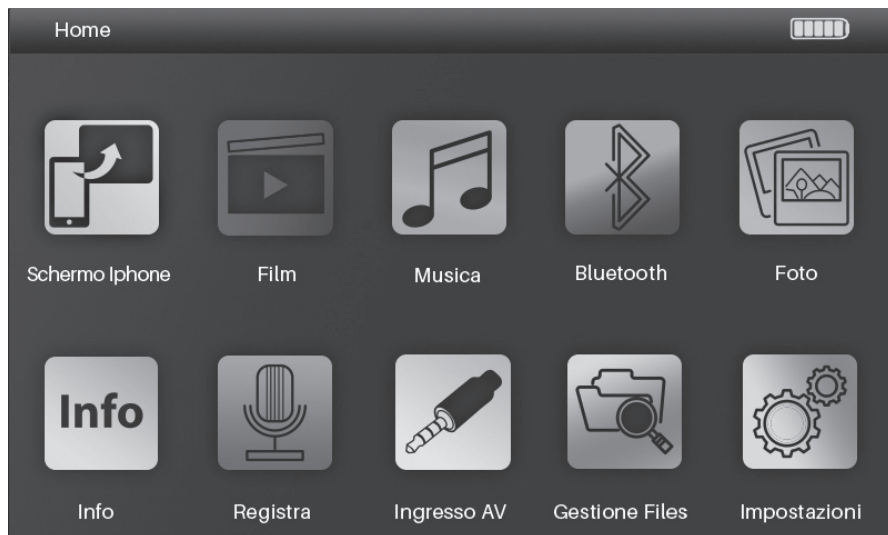 Home
Schermo Iphone Film Musica Bluetooth Foto
Info
Info Registra Ingresso AV Gestione Files Impostazioni